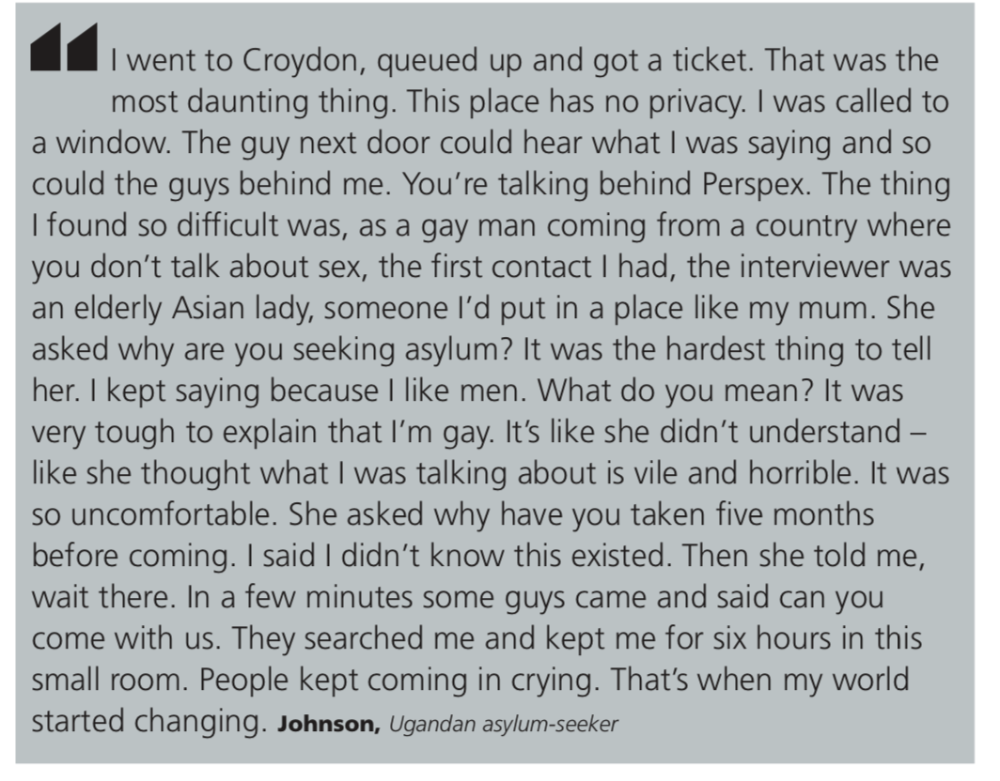 “I went to Croydon, queued up and got a ticket. That was the
most daunting thing. This place has no privacy. I was called to
a window. The guy next door could hear what I was saying and so
could the guys behind me. You’re talking behind Perspex. The thing
I found so difficult was, as a gay man coming from a country where
you don’t talk about sex, the first contact I had, the interviewer was
an elderly Asian lady, someone I’d put in a place like my mum. She
asked why are you seeking asylum? It was the hardest thing to tell
her. I kept saying because I like men. What do you mean? It was
very tough to explain that I’m gay. It’s like she didn’t understand –
like she thought what I was talking about is vile and horrible. It was
so uncomfortable. She asked why have you taken five months
before coming. I said I didn’t know this existed. Then she told me,
wait there. In a few minutes some guys came and said can you
come with us. They searched me and kept me for six hours in this
small room. People kept coming in crying. That’s when my world
started changing. Johnson, Ugandan asylum-seeker